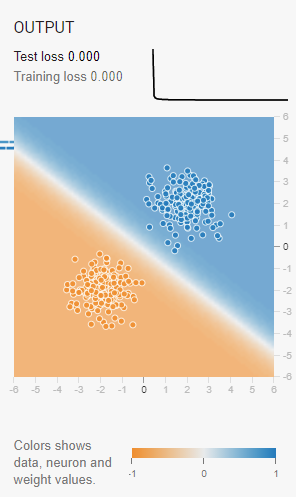 OUTPUT
Test loss 0.000
Training loss 0.000
6
5
4
3
2
1
0
-1
-2
-3
-4
-5
-6
-6 -5 -4 -3 -2 -1 0 1 2 3 4 5 6
Colors shows
data, neuron and
weight values.
-1 0 1